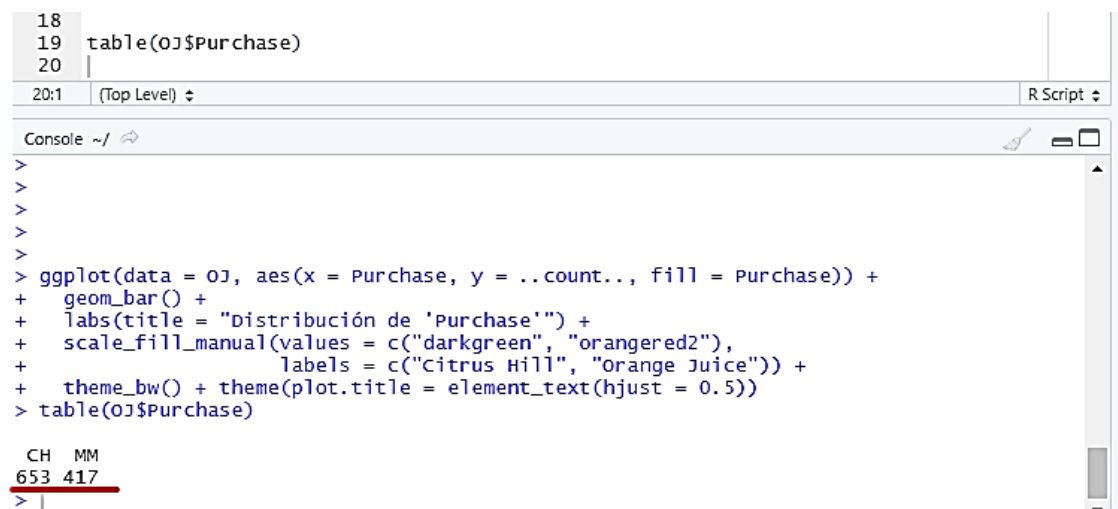 18
19 table(OJ$Purchase)
20
20:1 (Top Level) R Script
Console ~/
>
>
>
>
>
> ggplot(data = OJ, aes(x = Purchase, y = ..count.., fill = Purchase)) +
+   geom_bar() +
+   labs(title = "Distribución de 'Purchase'") +
+   scale_fill_manual(values = c("darkgreen", "orangered2"),
+                     labels = c("Citrus Hill", "Orange Juice")) +
+   theme_bw() + theme(plot.title = element_text(hjust = 0.5))
> table(OJ$Purchase)
CH MM
653 417
>